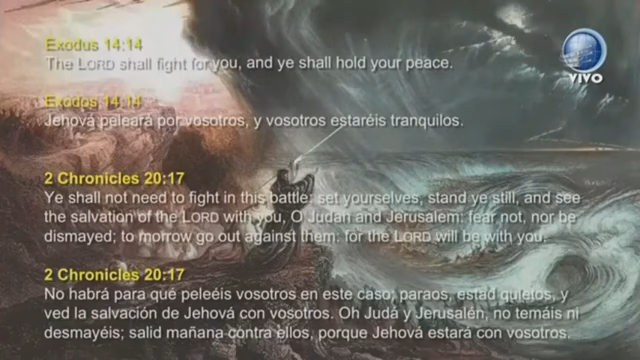 Exodus 14:14
The LORD shall fight for you, and ye shall hold your peace.
Exodos 14:14
Jehová peleará por vosotros, y vosotros estaréis tranquilos.
2 Chronicles 20:17
Ye shall not need to fight in this battle: set yourselves, stand ye still, and see
the salvation of the LORD with you, O Judah and Jerusalem: fear not, nor be
dismayed; to morrow go out against them: for the LORD will be with you.
2 Chronicles 20:17
No habrá para qué peleéis vosotros en este caso; paraos, estad quietos, y
ved la salvación de Jehová con vosotros. Oh Judá y Jerusalén, no temáis ni
desmayéis; salid mañana contra ellos, porque Jehová estará con vosotros.
VIVO